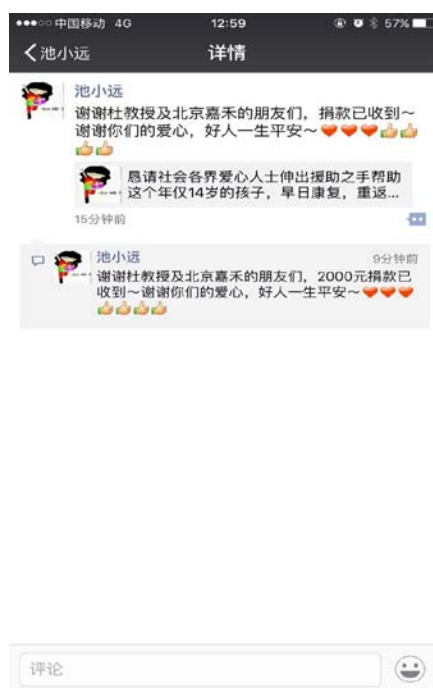 中国移动 4G 12:59 57%
池小远 详情
池小远
谢谢杜教授及北京嘉禾的朋友们，捐款已收到～
谢谢你们的爱心，好人一生平安～❤❤❤👍👍
👍👍
恳请社会各界爱心人士伸出援助之手帮助
这个年仅14岁的孩子，早日康复，重返...
15分钟前
池小远 9分钟前
谢谢杜教授及北京嘉禾的朋友们，2000元捐款已
收到～谢谢你们的爱心，好人一生平安～❤❤❤
👍👍👍👍
评论